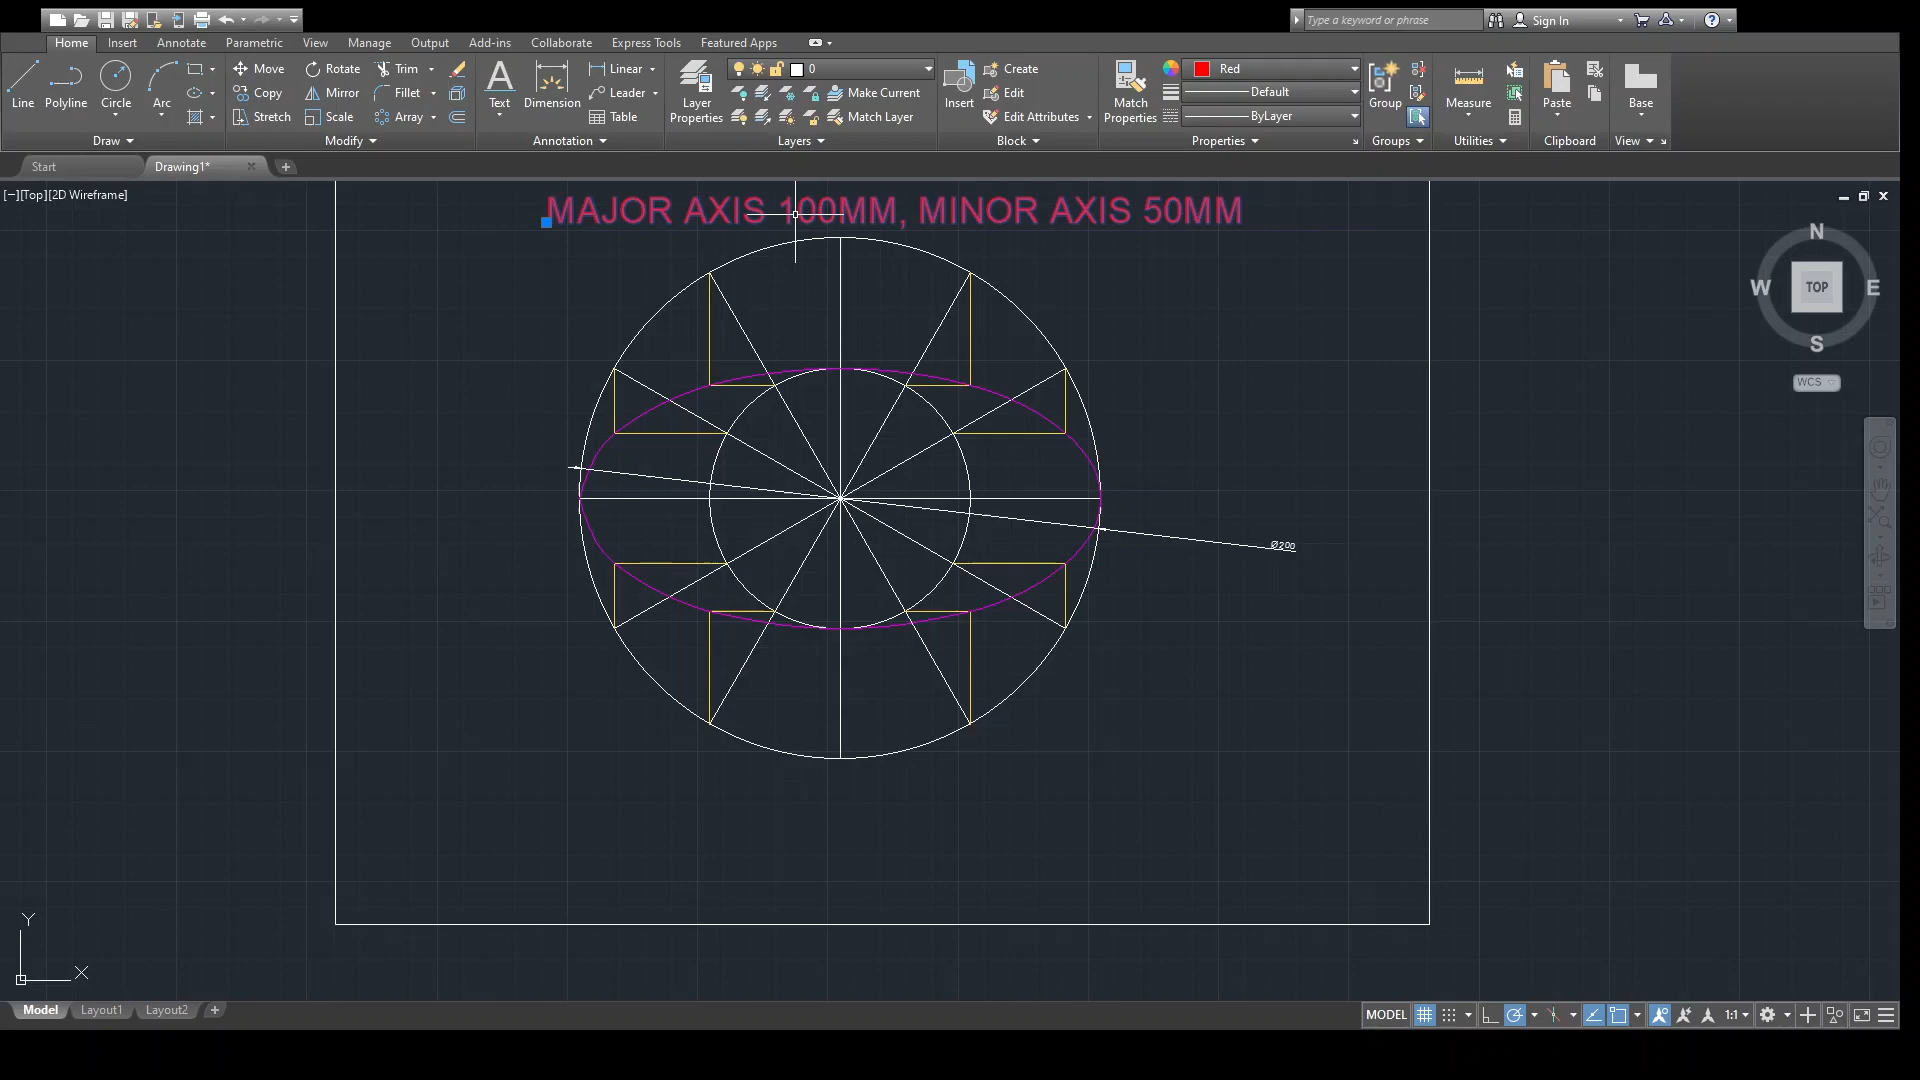 Type a keyword or phrase
Sign In
?
Home Insert Annotate Parametric View Manage Output Add-ins Collaborate Express Tools Featured Apps
Line Polyline Circle Arc
Move Rotate Trim
Copy Mirror Fillet
Stretch Scale Array
Text Dimension
Linear
Leader
Table
Layer Properties
0
Make Current
Match Layer
Insert
Create
Edit
Edit Attributes
Match Properties
Red
Default
ByLayer
Group
Measure
Paste
Base
Draw Modify Annotation Layers Block Properties Groups Utilities Clipboard View
Start Drawing1* +
[−][Top][2D Wireframe]
MAJOR AXIS 100MM, MINOR AXIS 50MM
N
W TOP E
S
WCS
Ø200
Y
X
Model Layout1 Layout2 +
MODEL 1:1